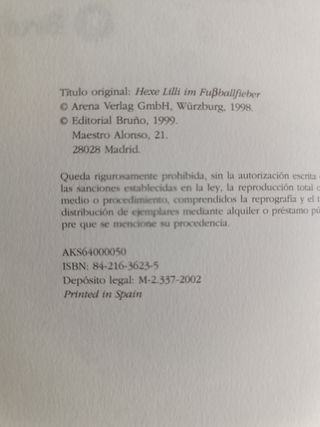 Título original: Hexe Lilli im Fußballfieber
© Arena Verlag GmbH, Würzburg, 1998.
© Editorial Bruño, 1999.
Maestro Alonso, 21.
28028 Madrid.
Queda rigurosamente prohibida, sin la autorización escrita
las sanciones establecidas en la ley, la reproducción total
medio o procedimiento, comprendidos la reprografía y el
distribución de ejemplares mediante alquiler o préstamo
pre que se mencione su procedencia.
AKS64000050
ISBN: 84-216-3623-5
Depósito legal: M-2.337-2002
Printed in Spain